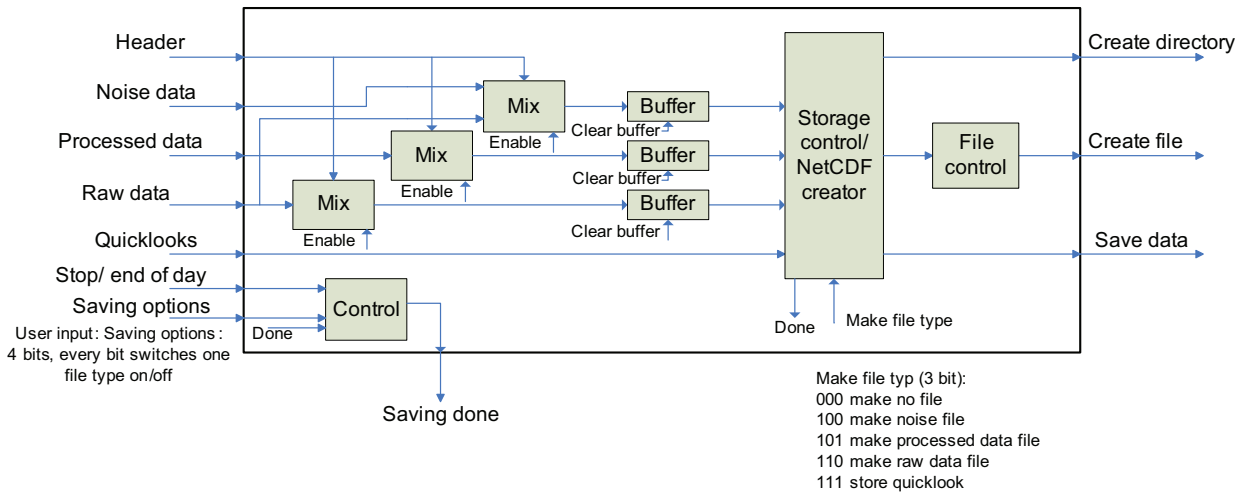 Header
Noise data
Processed data
Raw data
Quicklooks
Stop/ end of day
Saving options
User input: Saving options:
4 bits, every bit switches one
file type on/off
Mix
Enable
Mix
Enable
Mix
Enable
Buffer
Clear buffer
Buffer
Clear buffer
Buffer
Clear buffer
Storage
control/
NetCDF
creator
File
control
Create directory
Create file
Save data
Control
Done
Done
Make file type
Saving done
Make file typ (3 bit):
000 make no file
100 make noise file
101 make processed data file
110 make raw data file
111 store quicklook